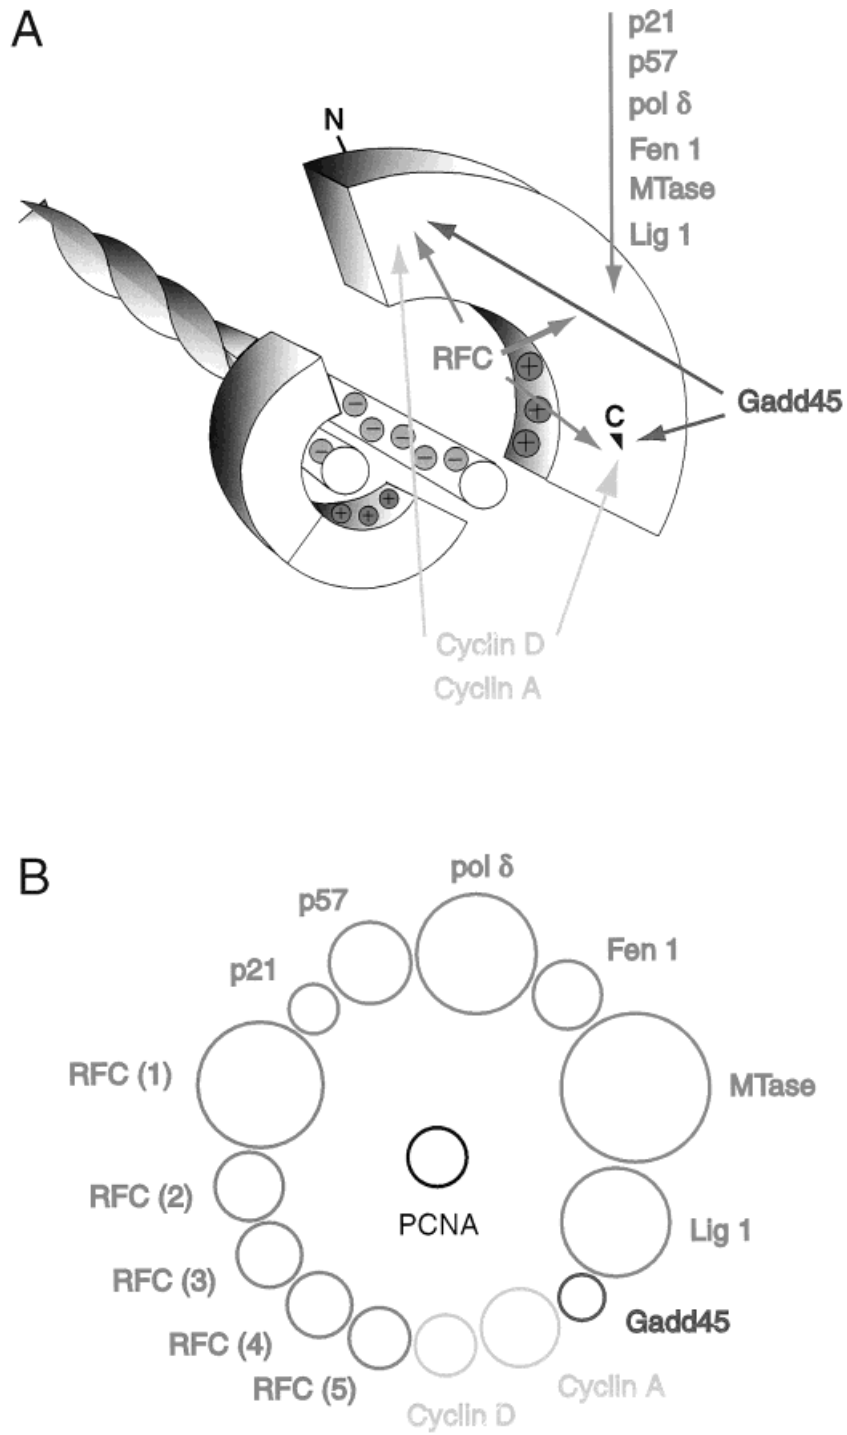 A
p21
p57
pol δ
Fen 1
MTase
Lig 1
N
RFC
Gadd45
C
+
+
+
−
−
−
−
−
−
+
+
+
Cyclin D
Cyclin A
B
pol δ
p57
Fen 1
p21
RFC (1)
MTase
RFC (2)
PCNA
Lig 1
RFC (3)
Gadd45
RFC (4)
RFC (5)
Cyclin A
Cyclin D